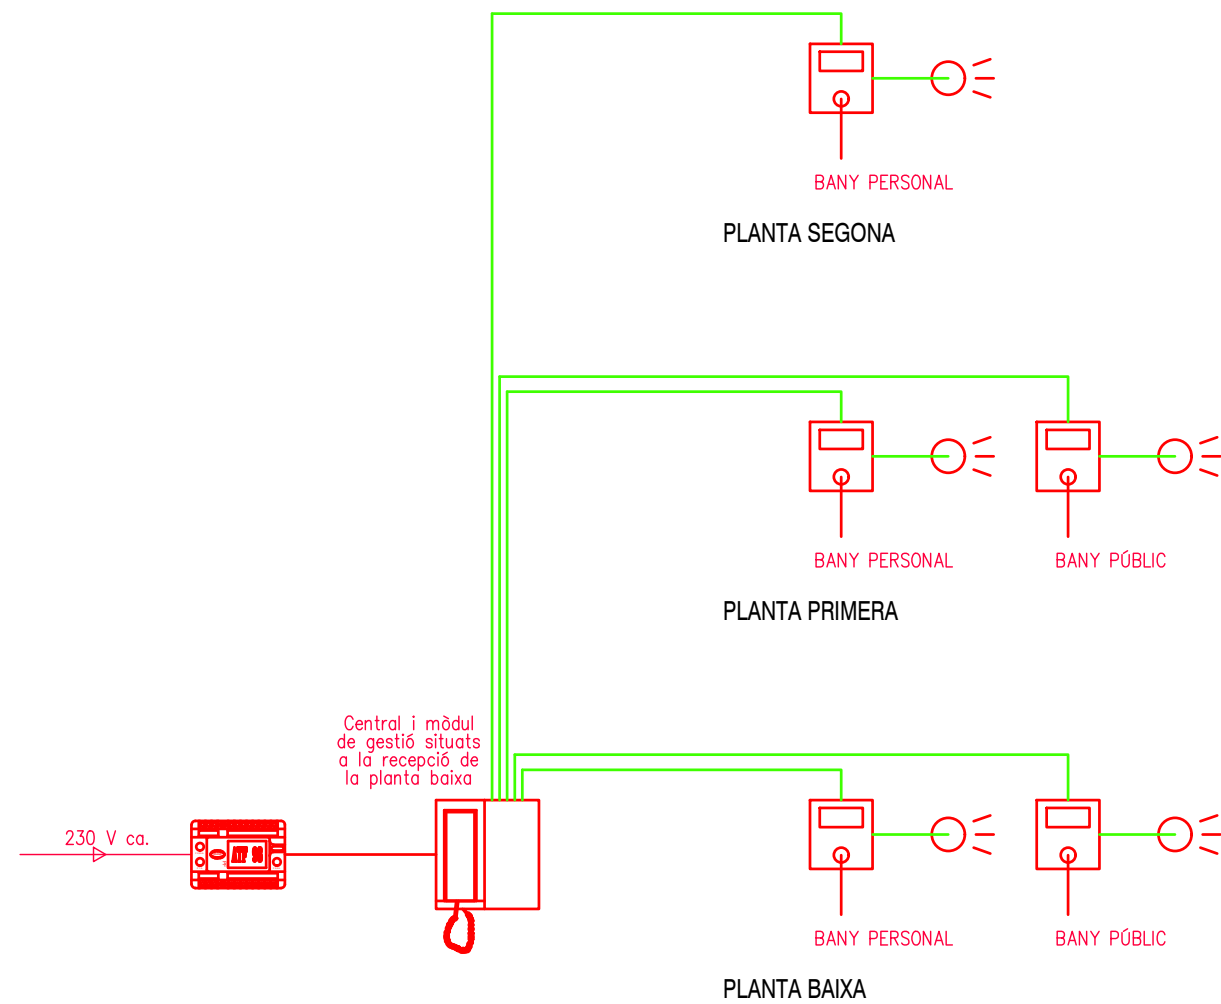 BANY PERSONAL
PLANTA SEGONA
BANY PERSONAL
BANY PÚBLIC
PLANTA PRIMERA
Central i mòdul
de gestió situats
a la recepció de
la planta baixa
230 V ca.
BANY PERSONAL
BANY PÚBLIC
PLANTA BAIXA